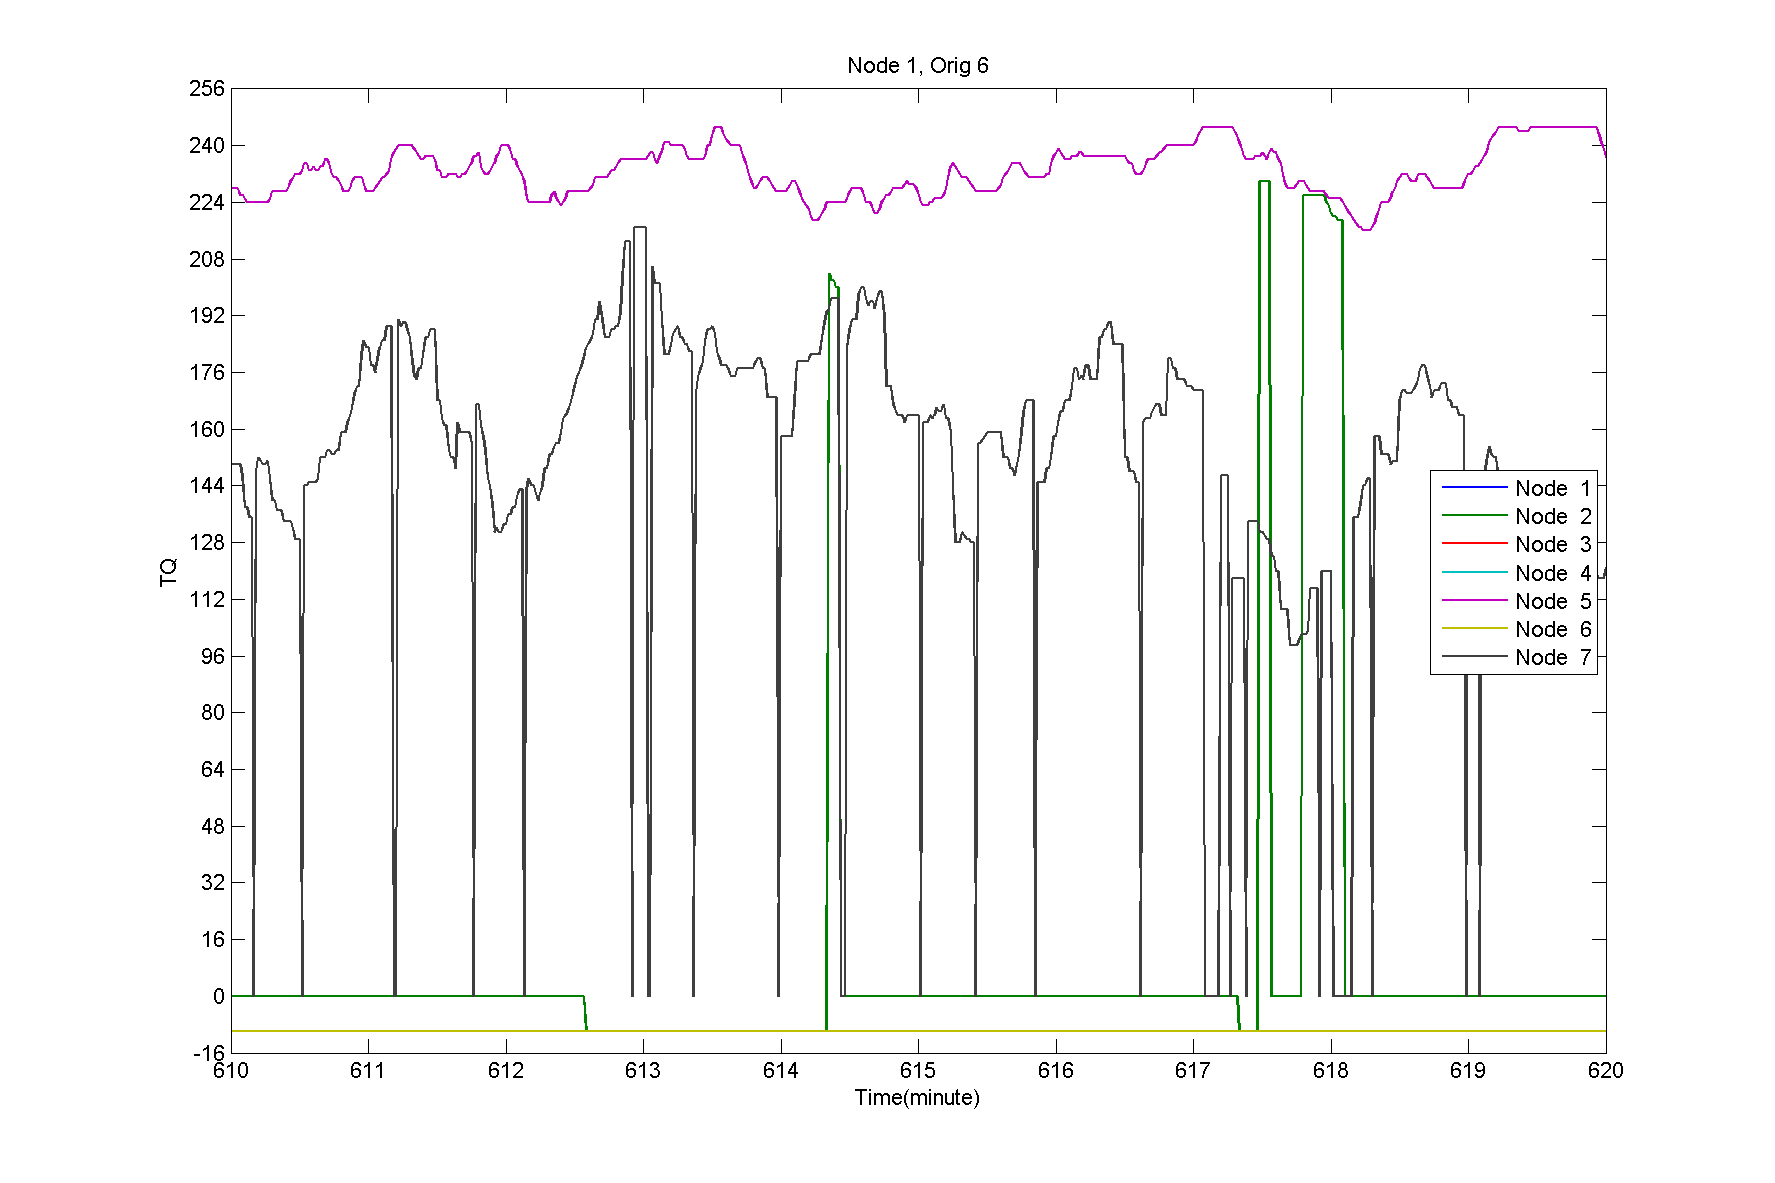 Node 1, Orig 6
256
240
224
208
192
176
160
144
128
112
96
80
64
48
32
16
0
-16
TQ
610 611 612 613 614 615 616 617 618 619 620
Time(minute)
Node 1
Node 2
Node 3
Node 4
Node 5
Node 6
Node 7